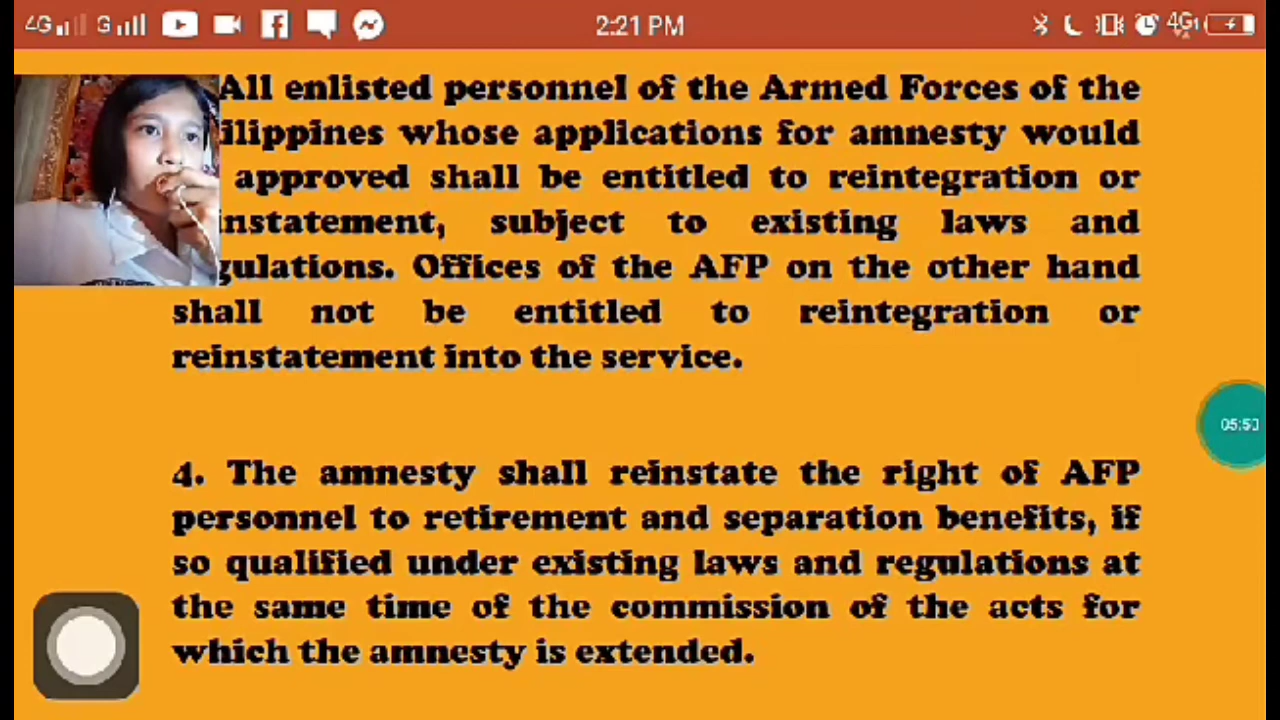 4G G 2:21 PM 4G
All enlisted personnel of the Armed Forces of the
ilippines whose applications for amnesty would
approved shall be entitled to reintegration or
instatement, subject to existing laws and
gulations. Offices of the AFP on the other hand
shall not be entitled to reintegration or
reinstatement into the service.
05:50
4. The amnesty shall reinstate the right of AFP
personnel to retirement and separation benefits, if
so qualified under existing laws and regulations at
the same time of the commission of the acts for
which the amnesty is extended.